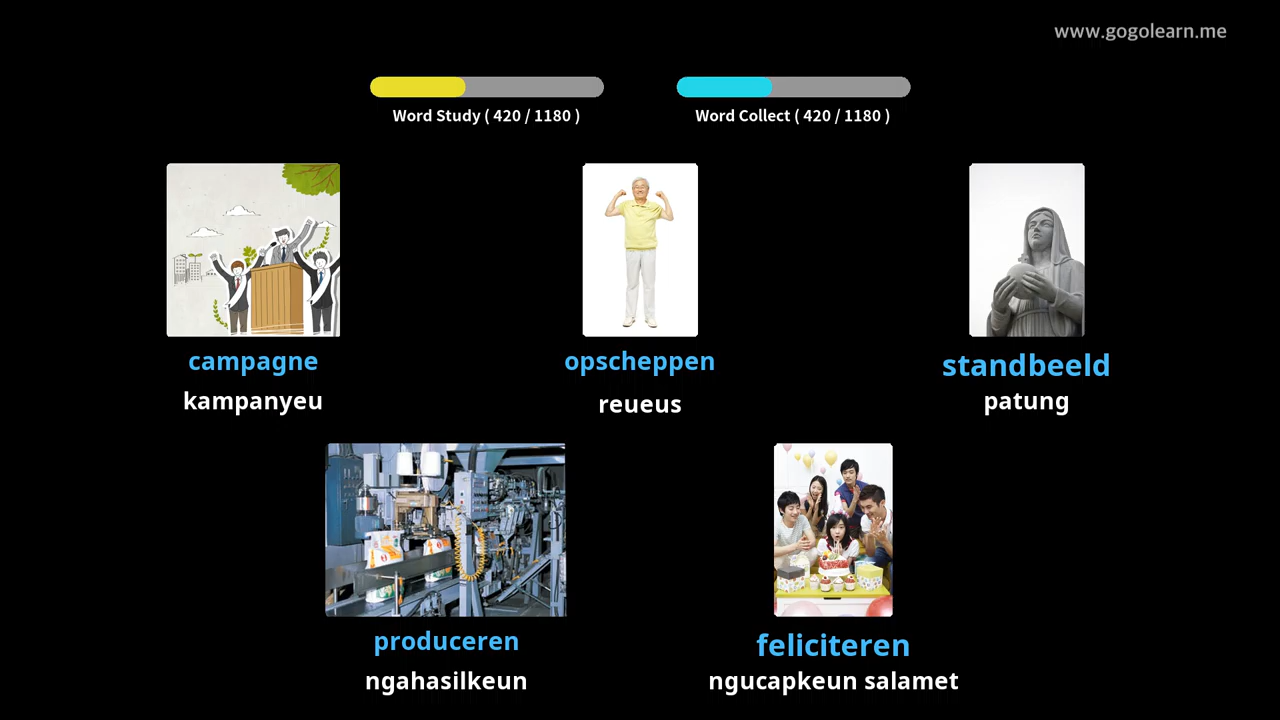 www.gogolearn.me
Word Study ( 420 / 1180 )
Word Collect ( 420 / 1180 )
campagne
kampanyeu
opscheppen
reueus
standbeeld
patung
produceren
ngahasilkeun
feliciteren
ngucapkeun salamet